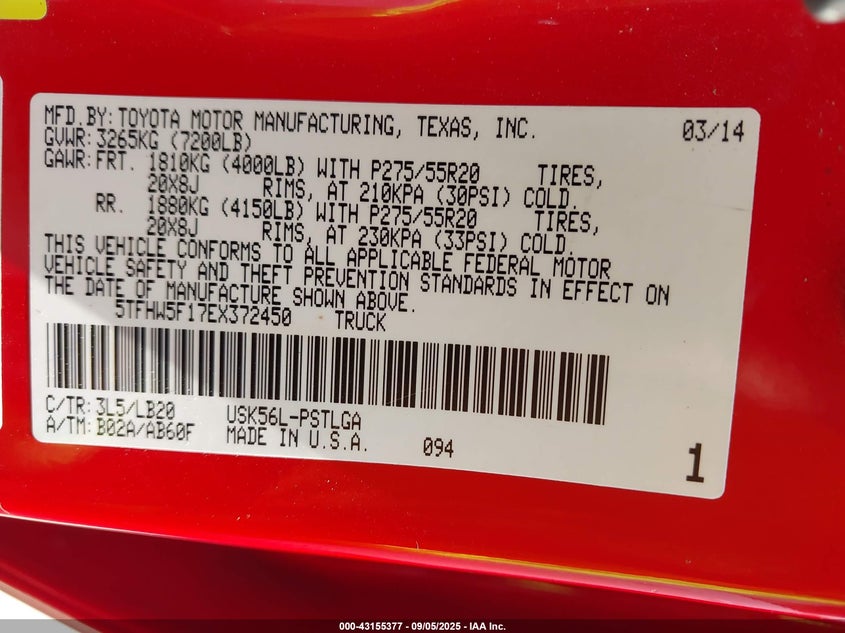 MFD.BY:TOYOTA MOTOR MANUFACTURING, TEXAS, INC. 03/14
GVWR:3265KG (7200LB)
GAWR:FRT. 1810KG (4000LB) WITH P275/55R20 TIRES,
20X8J RIMS, AT 210KPA (30PSI) COLD.
RR. 1880KG (4150LB) WITH P275/55R20 TIRES,
20X8J RIMS, AT 230KPA (33PSI) COLD.
THIS VEHICLE CONFORMS TO ALL APPLICABLE FEDERAL MOTOR
VEHICLE SAFETY AND THEFT PREVENTION STANDARDS IN EFFECT ON
THE DATE OF MANUFACTURE SHOWN ABOVE.
5TFHW5F17EX372450 TRUCK
C/TR:3L5/LB20 USK56L-PSTLGA
A/TM:B02A/AB60F MADE IN U.S.A. 094
1
000-43155377 - 09/05/2025 - IAA Inc.